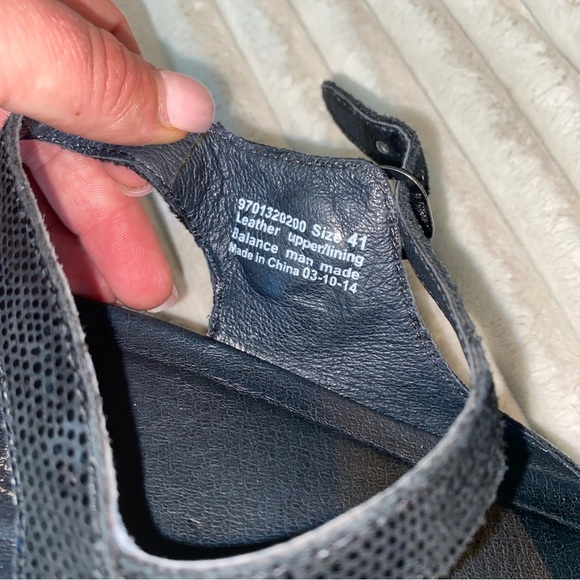 9701320200 Size 41
Leather upper/lining
Balance man made
Made in China 03-10-14